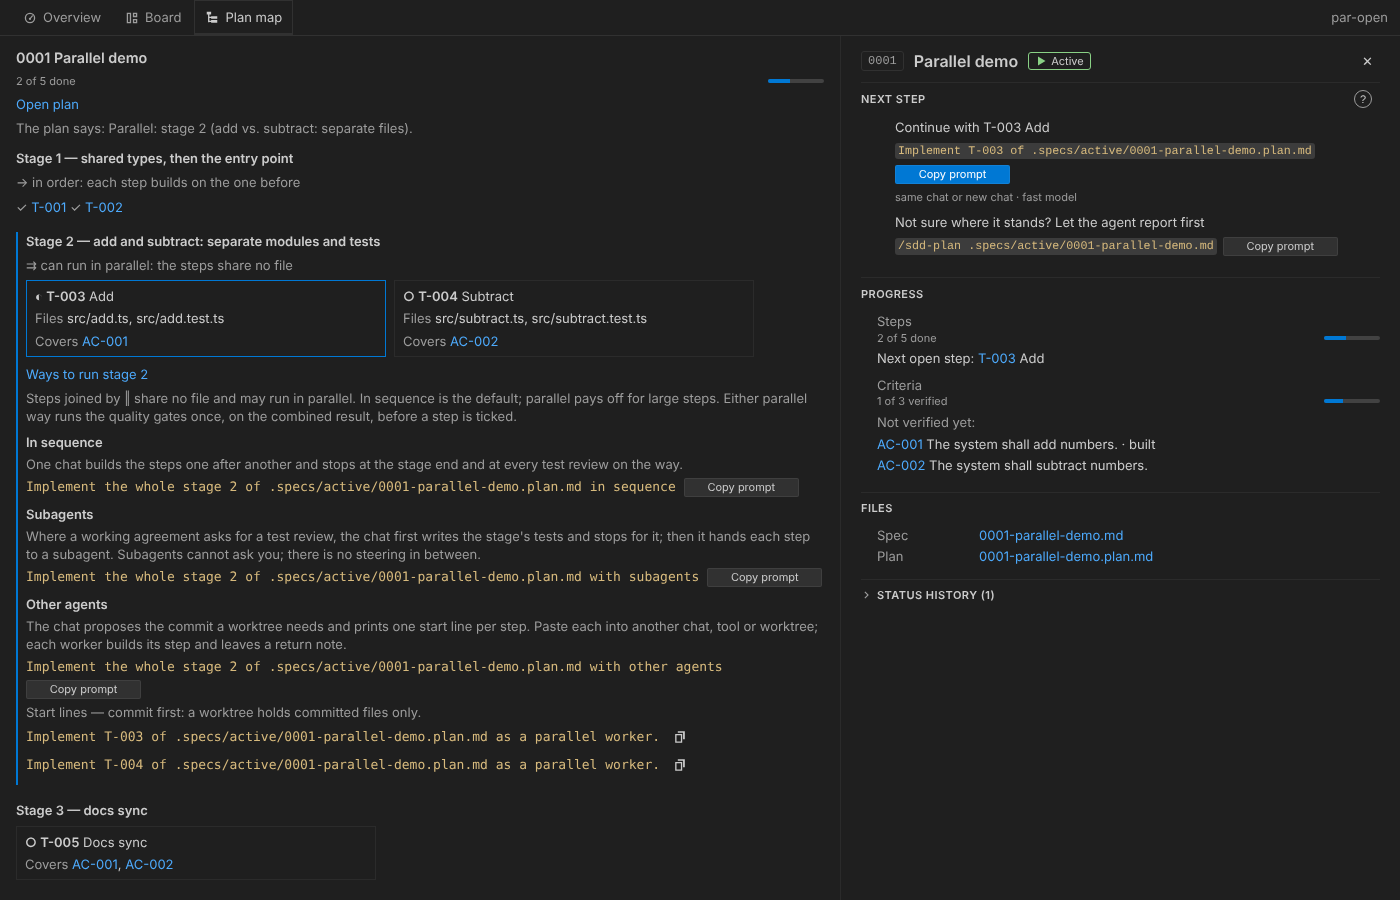 Overview
Board
Plan map
par-open
0001 Parallel demo
2 of 5 done
Open plan
The plan says: Parallel: stage 2 (add vs. subtract: separate files).
Stage 1 — shared types, then the entry point
→ in order: each step builds on the one before
✓ T-001 ✓ T-002
Stage 2 — add and subtract: separate modules and tests
⇉ can run in parallel: the steps share no file
T-003 Add
Files src/add.ts, src/add.test.ts
Covers AC-001
T-004 Subtract
Files src/subtract.ts, src/subtract.test.ts
Covers AC-002
Ways to run stage 2
Steps joined by ‖ share no file and may run in parallel. In sequence is the default; parallel pays off for large steps. Either parallel
way runs the quality gates once, on the combined result, before a step is ticked.
In sequence
One chat builds the steps one after another and stops at the stage end and at every test review on the way.
Implement the whole stage 2 of .specs/active/0001-parallel-demo.plan.md in sequence Copy prompt
Subagents
Where a working agreement asks for a test review, the chat first writes the stage's tests and stops for it; then it hands each step
to a subagent. Subagents cannot ask you; there is no steering in between.
Implement the whole stage 2 of .specs/active/0001-parallel-demo.plan.md with subagents Copy prompt
Other agents
The chat proposes the commit a worktree needs and prints one start line per step. Paste each into another chat, tool or worktree;
each worker builds its step and leaves a return note.
Implement the whole stage 2 of .specs/active/0001-parallel-demo.plan.md with other agents
Copy prompt
Start lines — commit first: a worktree holds committed files only.
Implement T-003 of .specs/active/0001-parallel-demo.plan.md as a parallel worker.
Implement T-004 of .specs/active/0001-parallel-demo.plan.md as a parallel worker.
Stage 3 — docs sync
T-005 Docs sync
Covers AC-001, AC-002
0001 Parallel demo Active ×
NEXT STEP ?
Continue with T-003 Add
Implement T-003 of .specs/active/0001-parallel-demo.plan.md
Copy prompt
same chat or new chat · fast model
Not sure where it stands? Let the agent report first
/sdd-plan .specs/active/0001-parallel-demo.md Copy prompt
PROGRESS
Steps
2 of 5 done
Next open step: T-003 Add
Criteria
1 of 3 verified
Not verified yet:
AC-001 The system shall add numbers. · built
AC-002 The system shall subtract numbers.
FILES
Spec 0001-parallel-demo.md
Plan 0001-parallel-demo.plan.md
STATUS HISTORY (1)